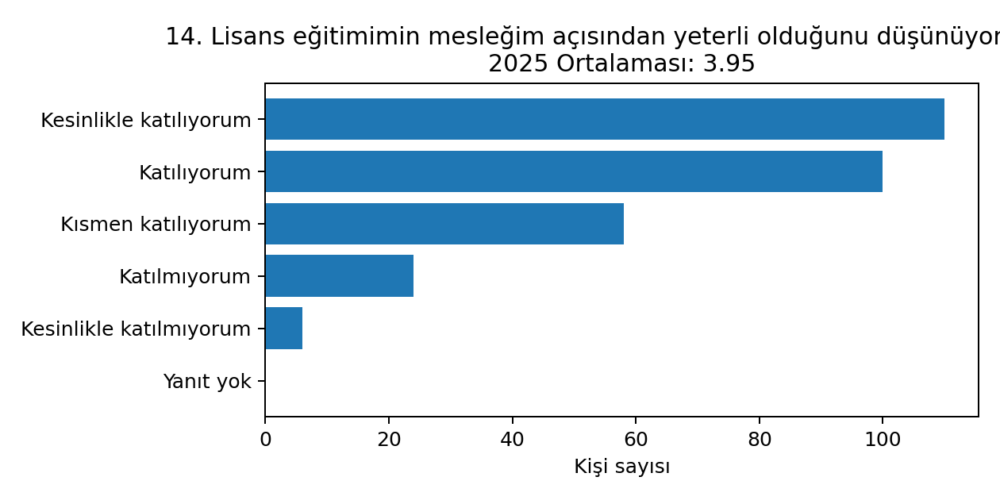 14. Lisans eğitimimin mesleğim açısından yeterli olduğunu düşünüyor
2025 Ortalaması: 3.95
Kesinlikle katılıyorum
Katılıyorum
Kısmen katılıyorum
Katılmıyorum
Kesinlikle katılmıyorum
Yanıt yok
0 20 40 60 80 100
Kişi sayısı